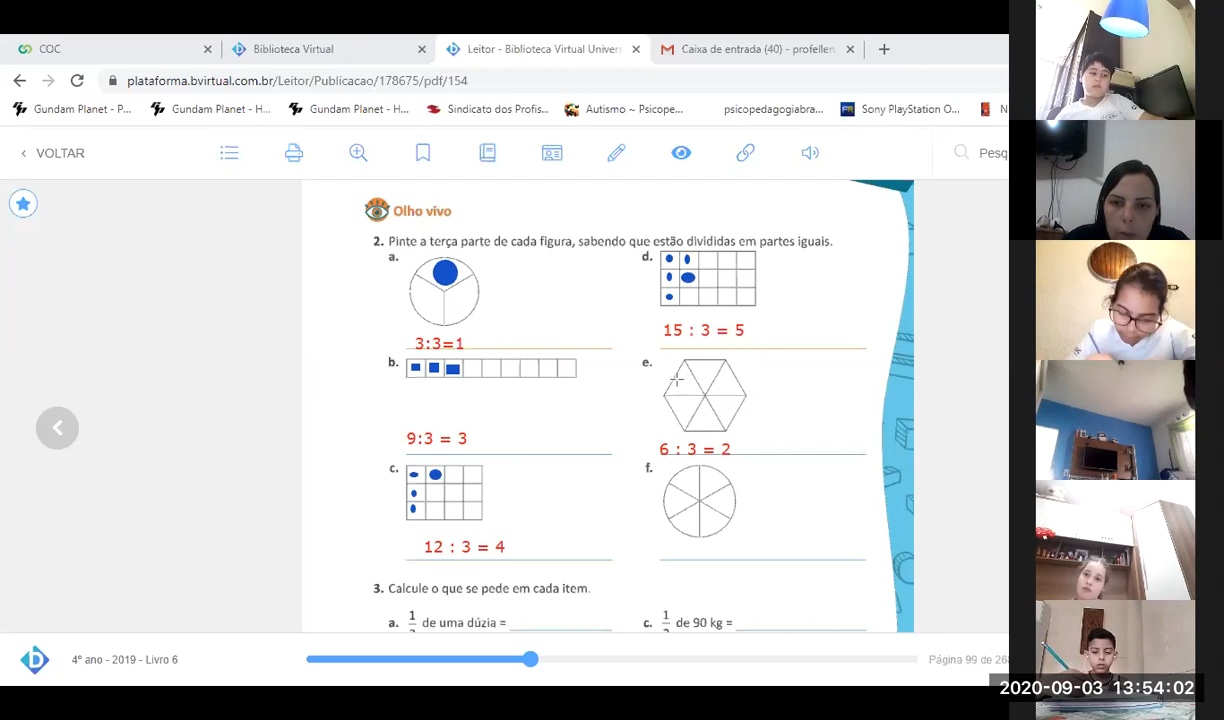 COC
Biblioteca Virtual
Leitor - Biblioteca Virtual Univers
Caixa de entrada (40) - profellen
plataforma.bvirtual.com.br/Leitor/Publicacao/178675/pdf/154
Gundam Planet - P...
Gundam Planet - H...
Gundam Planet - H...
Sindicato dos Profis...
Autismo ~ Psicope...
psicopedagogiabra...
Sony PlayStation O...
N
VOLTAR
Pesq
Olho vivo
2. Pinte a terça parte de cada figura, sabendo que estão divididas em partes iguais.
a.
3:3=1
b.
9:3 = 3
c.
12 : 3 = 4
d.
15 : 3 = 5
e.
6 : 3 = 2
f.
3. Calcule o que se pede em cada item.
a. 1 de uma dúzia =
c. 1 de 90 kg =
4º ano - 2019 - Livro 6
Página 99 de 268
2020-09-03 13:54:02